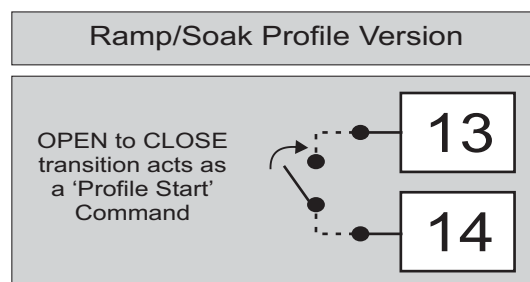 Ramp/Soak Profile Version
OPEN to CLOSE
transition acts as
a ‘Profile Start’
Command
13
14